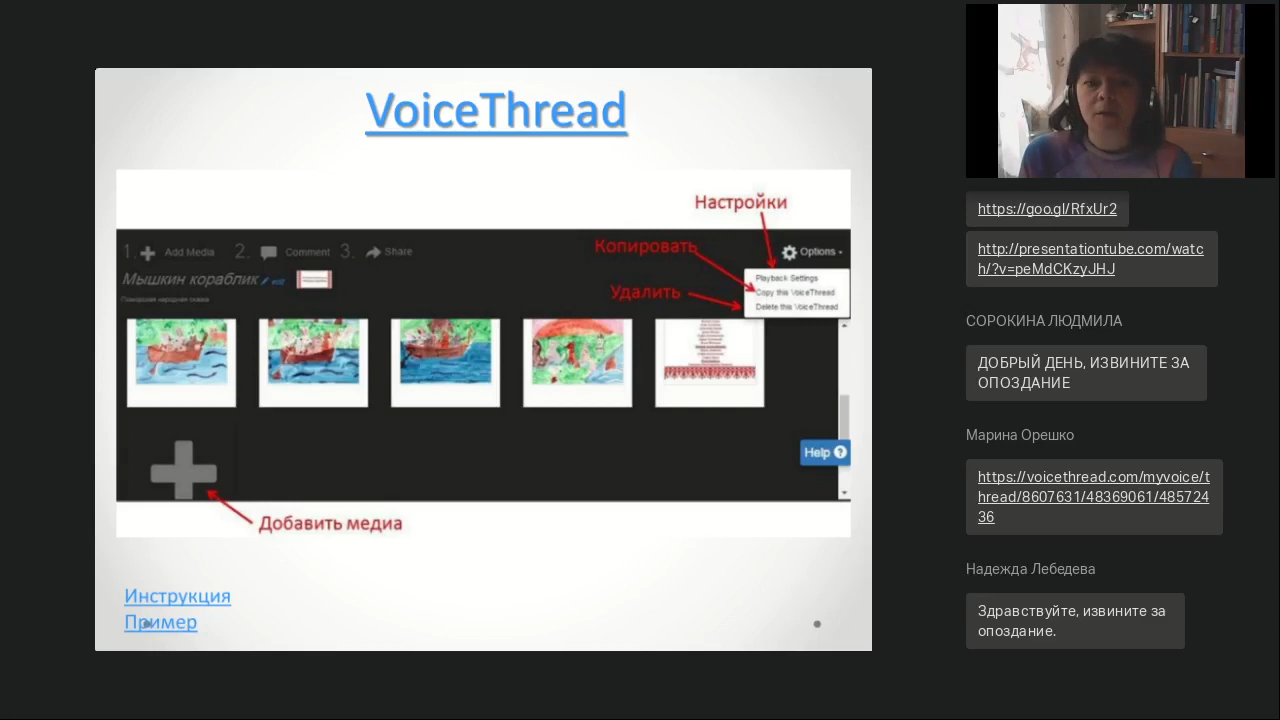 VoiceThread
Настройки
1. Add Media 2. Comment 3. Share
Копировать
Options
Мышкин кораблик edit
Playback Settings
Удалить
Copy this VoiceThread
Delete this VoiceThread
Help ?
Добавить медиа
Инструкция
Пример
https://goo.gl/RfxUr2
http://presentationtube.com/watc
h/?v=peMdCKzyJHJ
СОРОКИНА ЛЮДМИЛА
ДОБРЫЙ ДЕНЬ, ИЗВИНИТЕ ЗА
ОПОЗДАНИЕ
Марина Орешко
https://voicethread.com/myvoice/t
hread/8607631/48369061/485724
36
Надежда Лебедева
Здравствуйте, извините за
опоздание.